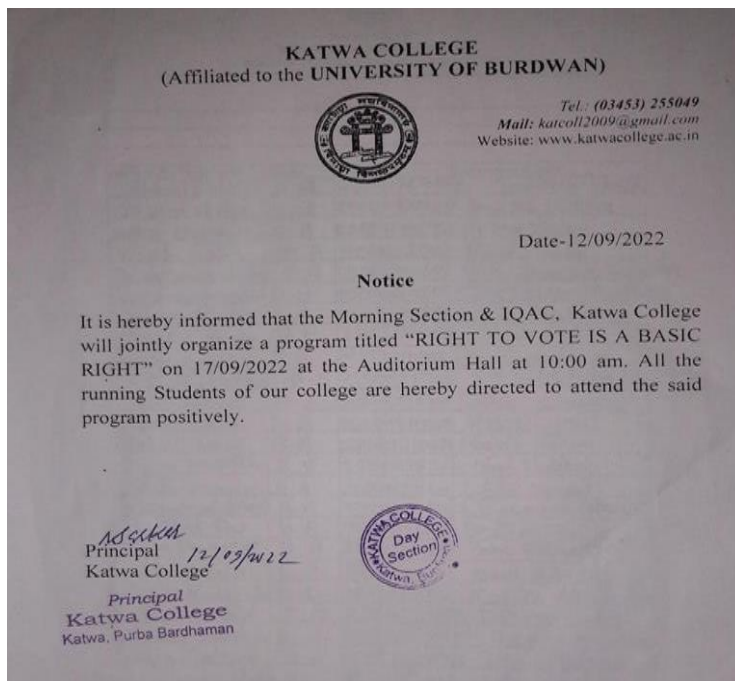 KATWA COLLEGE
(Affiliated to the UNIVERSITY OF BURDWAN)
Tel.: (03453) 255049
Mail: katcoll2009@gmail.com
Website: www.katwacollege.ac.in
Date-12/09/2022
Notice
It is hereby informed that the Morning Section & IQAC, Katwa College
will jointly organize a program titled “RIGHT TO VOTE IS A BASIC
RIGHT” on 17/09/2022 at the Auditorium Hall at 10:00 am. All the
running Students of our college are hereby directed to attend the said
program positively.
Principal 12/09/2022
Katwa College
Principal
Katwa College
Katwa, Purba Bardhaman
KATWA COLLEGE
Day
Section
Katwa,